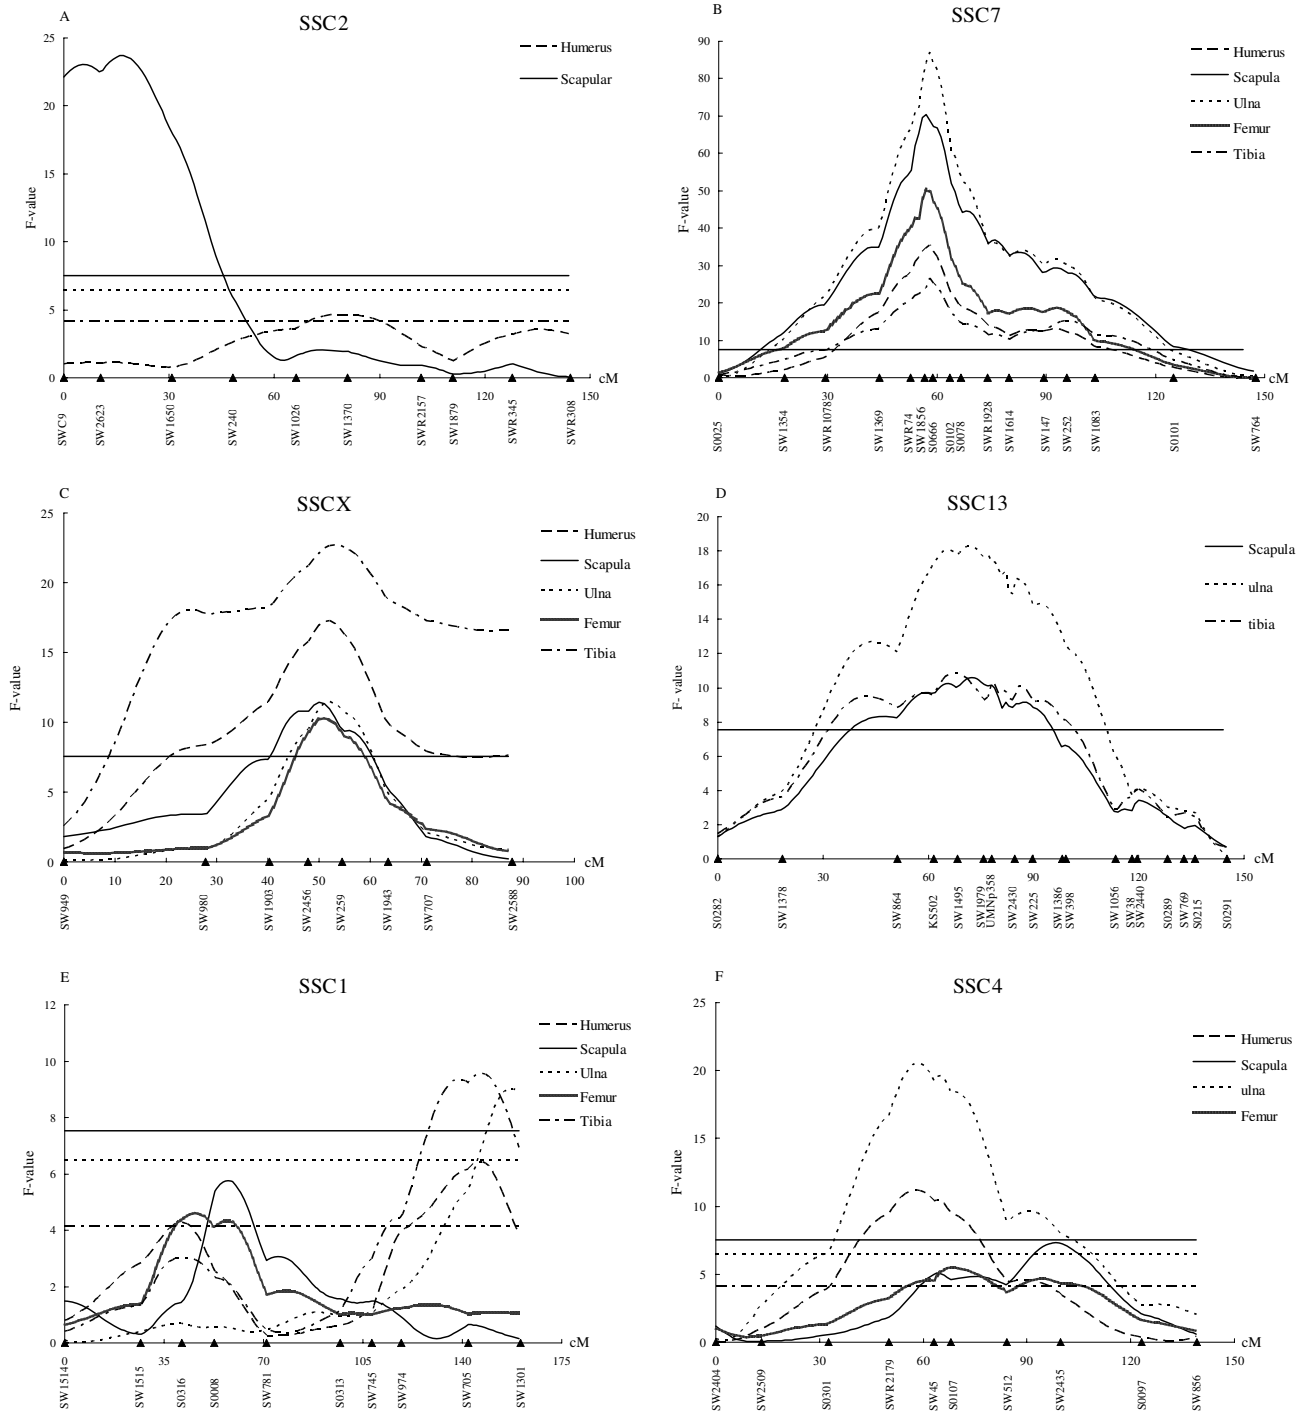 A
SSC2
Humerus
Scapular
25
20
15
10
5
0
F-value
0 30 60 90 120 150
cM
SWC9 SW2623 SW1650 SW240 SW1026 SW1370 SWR2157 SW1879 SWR345 SWR308
B
SSC7
Humerus
Scapula
Ulna
Femur
Tibia
90
80
70
60
50
40
30
20
10
0
F-value
0 30 60 90 120 150
cM
S0025 SW1354 SWR1078 SW1369 SWR74 SW1856 S0666 S0102 S0078 SWR1928 SW1614 SW147 SW252 SW1083 S0101 SW764
C
SSCX
Humerus
Scapula
Ulna
Femur
Tibia
25
20
15
10
5
0
F-value
0 10 20 30 40 50 60 70 80 90 100
cM
SW949 SW980 SW1903 SW2456 SW259 SW1943 SW707 SW2588
D
SSC13
Scapula
ulna
tibia
20
18
16
14
12
10
8
6
4
2
0
F- value
0 30 60 90 120 150
cM
S0282 SW1378 SW864 KS502 SW1495 SW1979 UMNp358 SW2430 SW225 SW1386 SW398 SW1056 SW38 SW2440 S0289 SW769 S0215 S0291
E
SSC1
Humerus
Scapula
Ulna
Femur
Tibia
12
10
8
6
4
2
0
F-value
0 35 70 105 140 175
cM
SW1514 SW1515 S0316 S0008 SW781 S0313 SW745 SW974 SW705 SW1301
F
SSC4
Humerus
Scapula
ulna
Femur
25
20
15
10
5
0
F-value
0 30 60 90 120 150
cM
SW2404 SW2509 S0301 SWR2179 SW45 S0107 SW512 SW2435 S0097 SW856